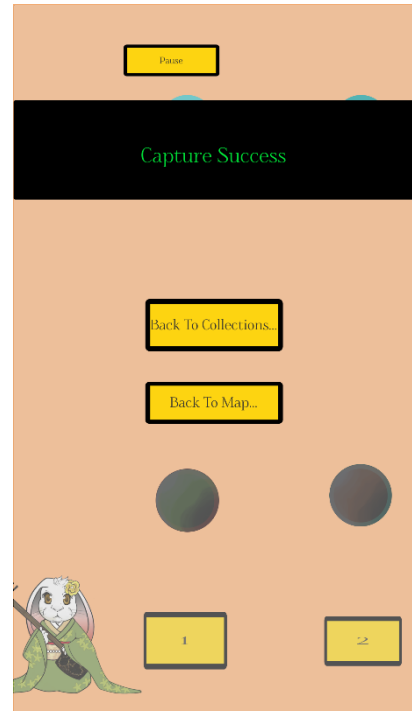 Pause
Capture Success
Back To Collections...
Back To Map...
1
2